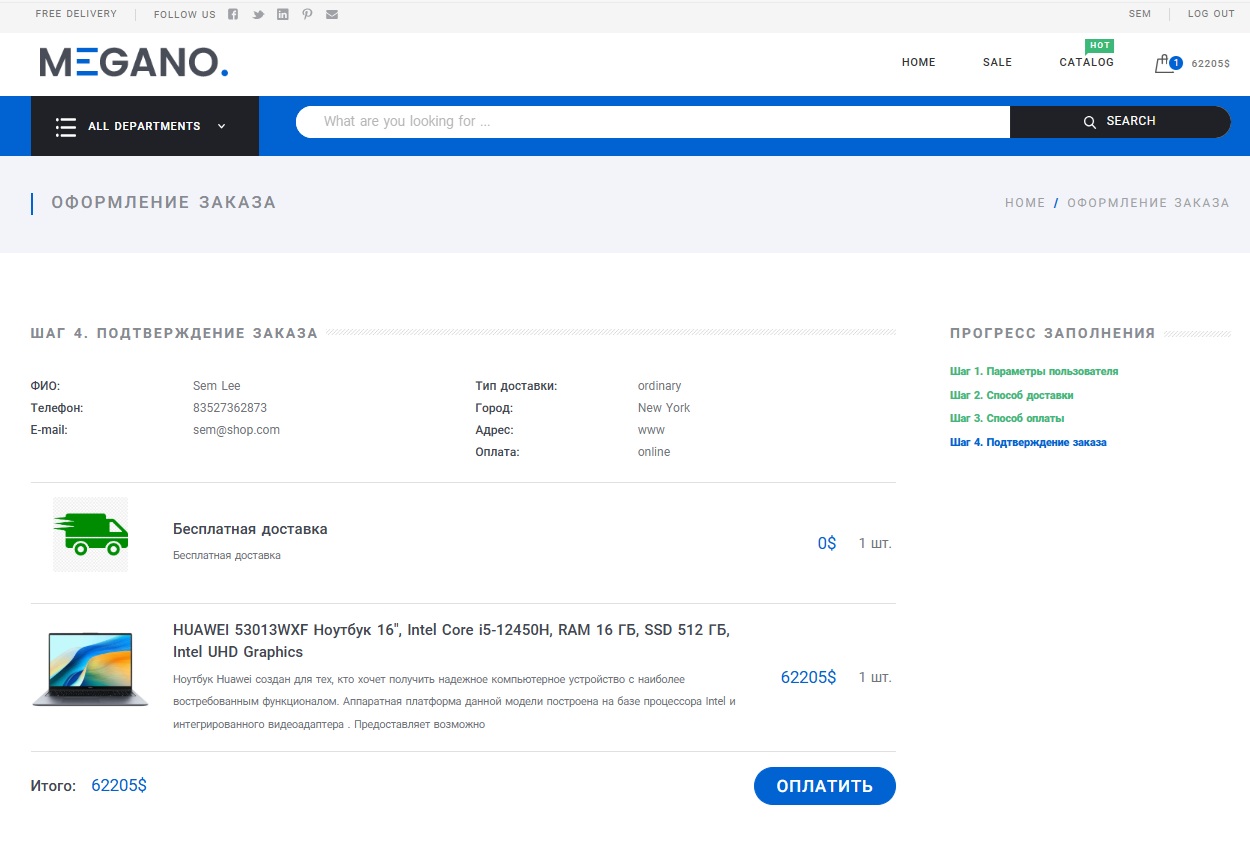 FREE DELIVERY
FOLLOW US
SEM
LOG OUT
MEGANO.
HOME
SALE
HOT
CATALOG
1
62205$
ALL DEPARTMENTS
What are you looking for ...
SEARCH
ОФОРМЛЕНИЕ ЗАКАЗА
HOME / ОФОРМЛЕНИЕ ЗАКАЗА
ШАГ 4. ПОДТВЕРЖДЕНИЕ ЗАКАЗА
ФИО: Sem Lee
Телефон: 83527362873
E-mail: sem@shop.com
Тип доставки: ordinary
Город: New York
Адрес: www
Оплата: online
Бесплатная доставка
Бесплатная доставка
0$ 1 шт.
HUAWEI 53013WXF Ноутбук 16", Intel Core i5-12450H, RAM 16 ГБ, SSD 512 ГБ,
Intel UHD Graphics
Ноутбук Huawei создан для тех, кто хочет получить надежное компьютерное устройство с наиболее
востребованным функционалом. Аппаратная платформа данной модели построена на базе процессора Intel и
интегрированного видеоадаптера . Предоставляет возможно
62205$ 1 шт.
Итого: 62205$
ОПЛАТИТЬ
ПРОГРЕСС ЗАПОЛНЕНИЯ
Шаг 1. Параметры пользователя
Шаг 2. Способ доставки
Шаг 3. Способ оплаты
Шаг 4. Подтверждение заказа